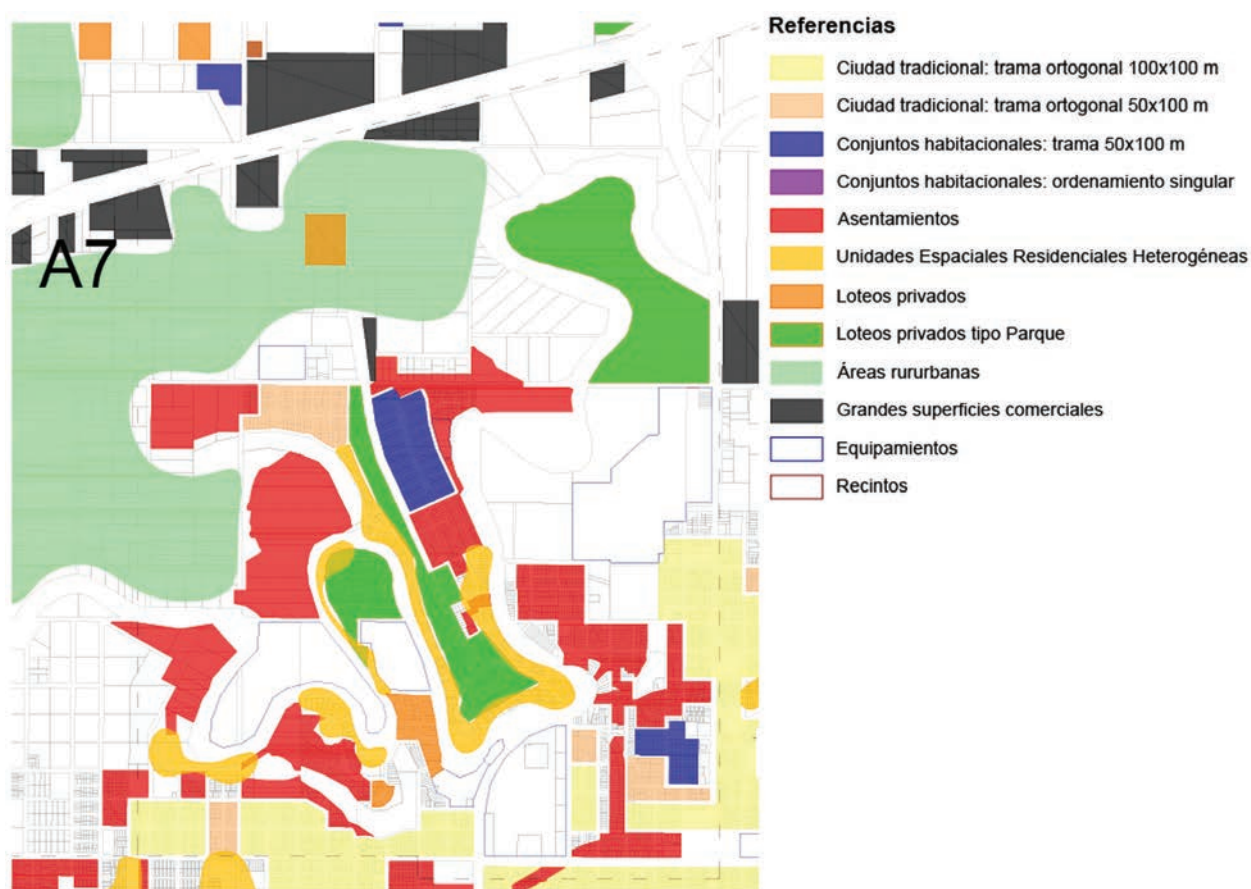 Referencias
Ciudad tradicional: trama ortogonal 100x100 m
Ciudad tradicional: trama ortogonal 50x100 m
Conjuntos habitacionales: trama 50x100 m
Conjuntos habitacionales: ordenamiento singular
Asentamientos
Unidades Espaciales Residenciales Heterogéneas
Loteos privados
Loteos privados tipo Parque
Áreas rururbanas
Grandes superficies comerciales
Equipamientos
Recintos
A7